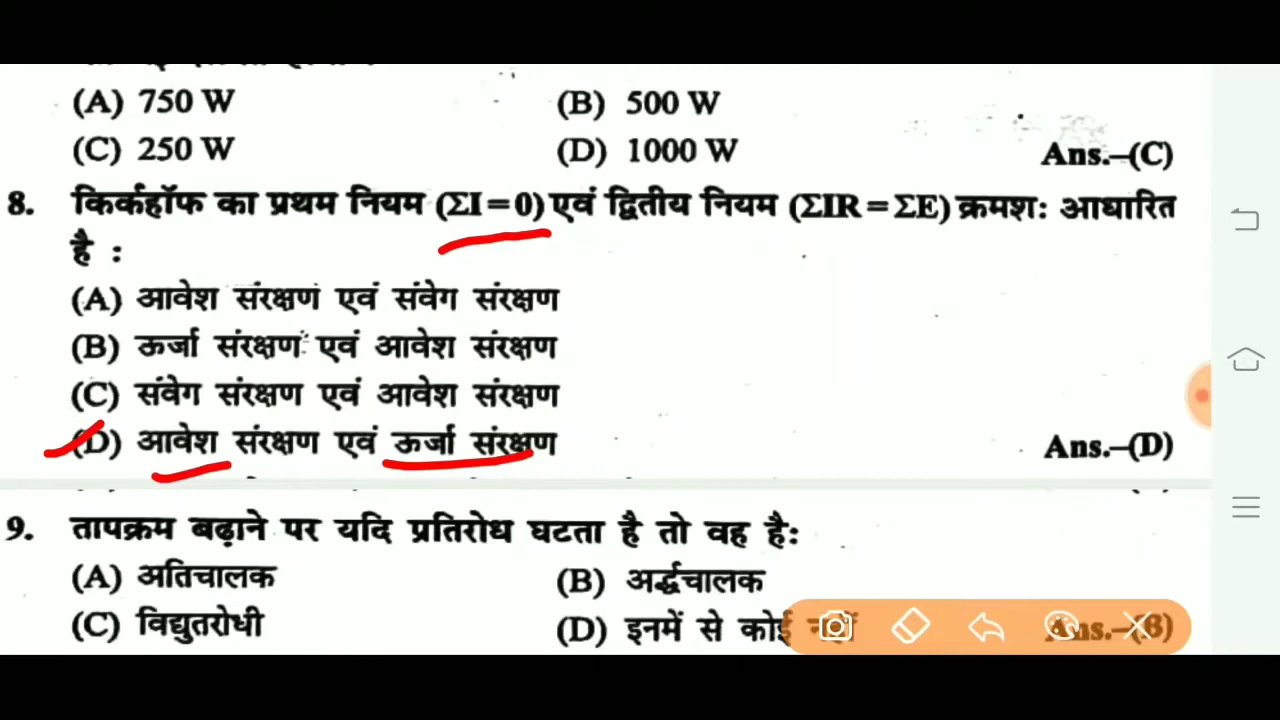 (A) 750 W (B) 500 W
(C) 250 W (D) 1000 W Ans.–(C)
8. किर्कहॉफ का प्रथम नियम (ΣI = 0) एवं द्वितीय नियम (ΣIR = ΣE) क्रमशः आधारित
है :
(A) आवेश संरक्षण एवं संवेग संरक्षण
(B) ऊर्जा संरक्षण एवं आवेश संरक्षण
(C) संवेग संरक्षण एवं आवेश संरक्षण
(D) आवेश संरक्षण एवं ऊर्जा संरक्षण Ans.–(D)
9. तापक्रम बढ़ाने पर यदि प्रतिरोध घटता है तो वह है:
(A) अतिचालक (B) अर्द्धचालक
(C) विद्युतरोधी (D) इनमें से कोई नहीं Ans.–(B)